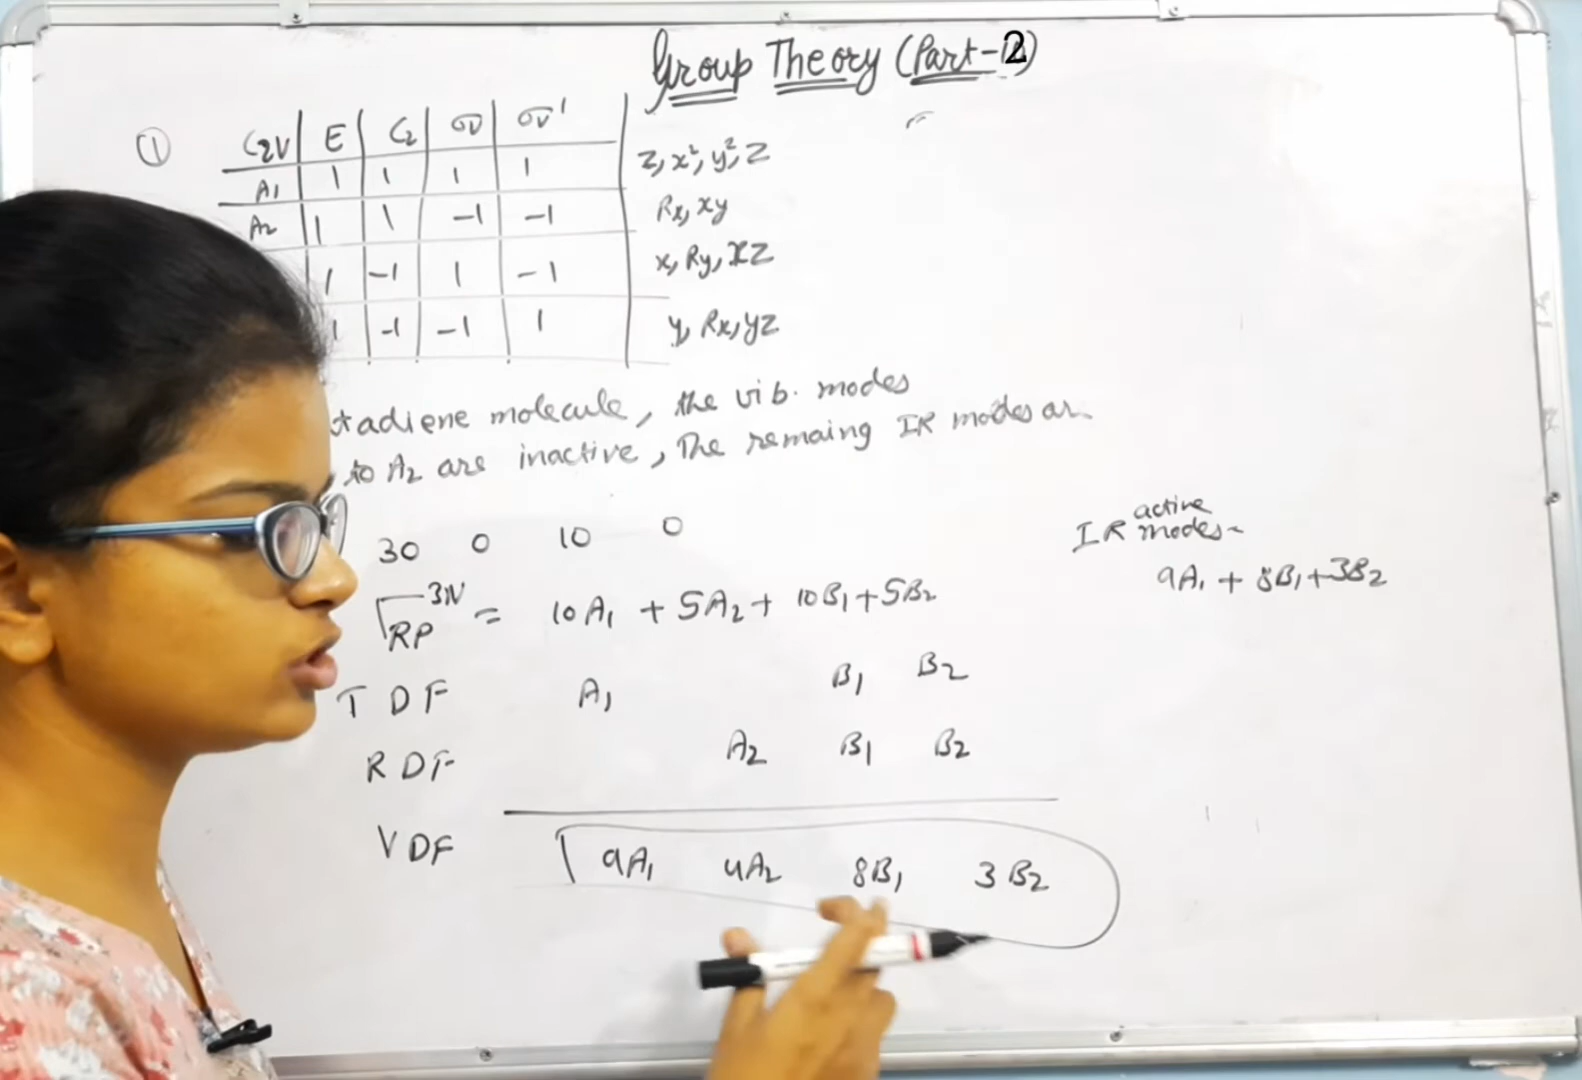 Group Theory (Part-2)
①
C2V E C2 σv σv'
A1 1 1 1 1 z, x², y², z
A2 1 1 -1 -1 Rz, xy
1 -1 1 -1 x, Ry, xz
1 -1 -1 1 y, Rx, yz
tadiene molecule, the vib. modes
to A2 are inactive, The remaing IR modes ar
30 0 10 0
Γ 3N RP = 10A1 + 5A2 + 10B1 + 5B2
TDF A1 B1 B2
RDF A2 B1 B2
VDF 9A1 4A2 8B1 3B2
IR active modes-
9A1 + 8B1 + 3B2